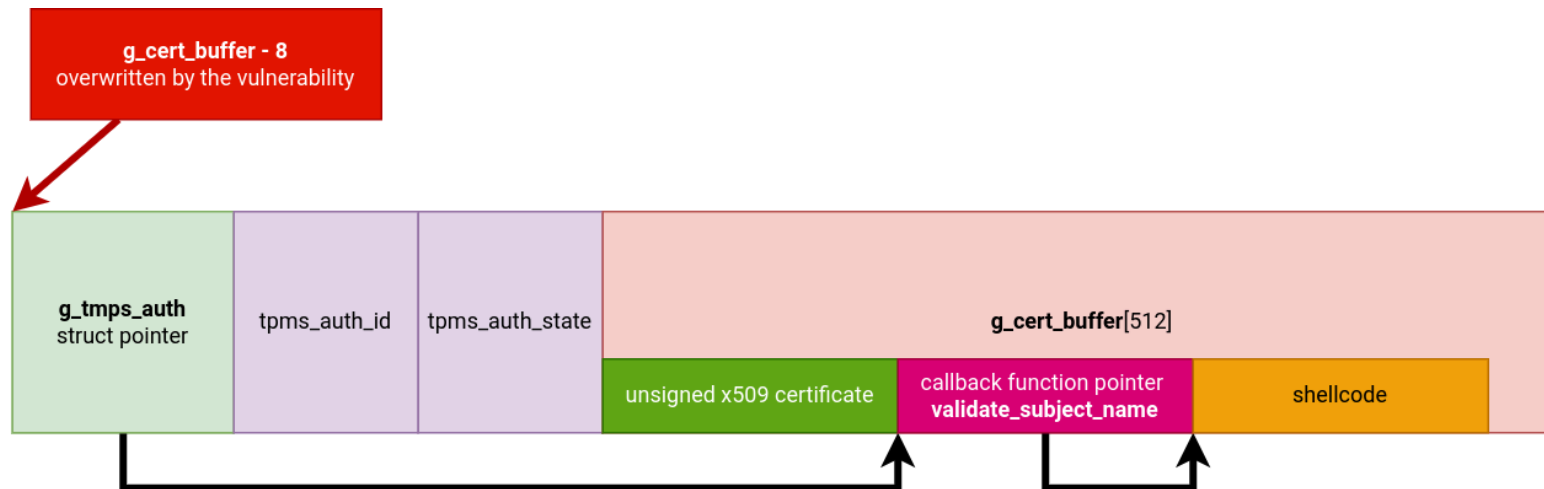 g_cert_buffer - 8
overwritten by the vulnerability
g_tmps_auth
struct pointer
tpms_auth_id
tpms_auth_state
g_cert_buffer[512]
unsigned x509 certificate
callback function pointer
validate_subject_name
shellcode